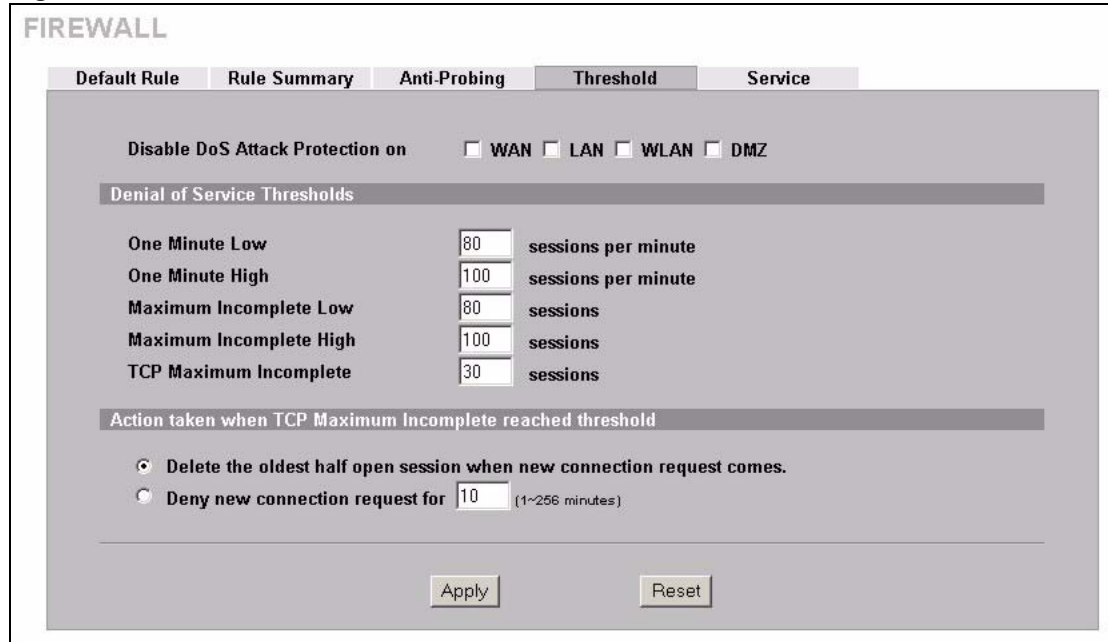 FIREWALL
Default Rule Rule Summary Anti-Probing Threshold Service
Disable DoS Attack Protection on WAN LAN WLAN DMZ
Denial of Service Thresholds
One Minute Low 80 sessions per minute
One Minute High 100 sessions per minute
Maximum Incomplete Low 80 sessions
Maximum Incomplete High 100 sessions
TCP Maximum Incomplete 30 sessions
Action taken when TCP Maximum Incomplete reached threshold
Delete the oldest half open session when new connection request comes.
Deny new connection request for 10 (1~256 minutes)
Apply Reset